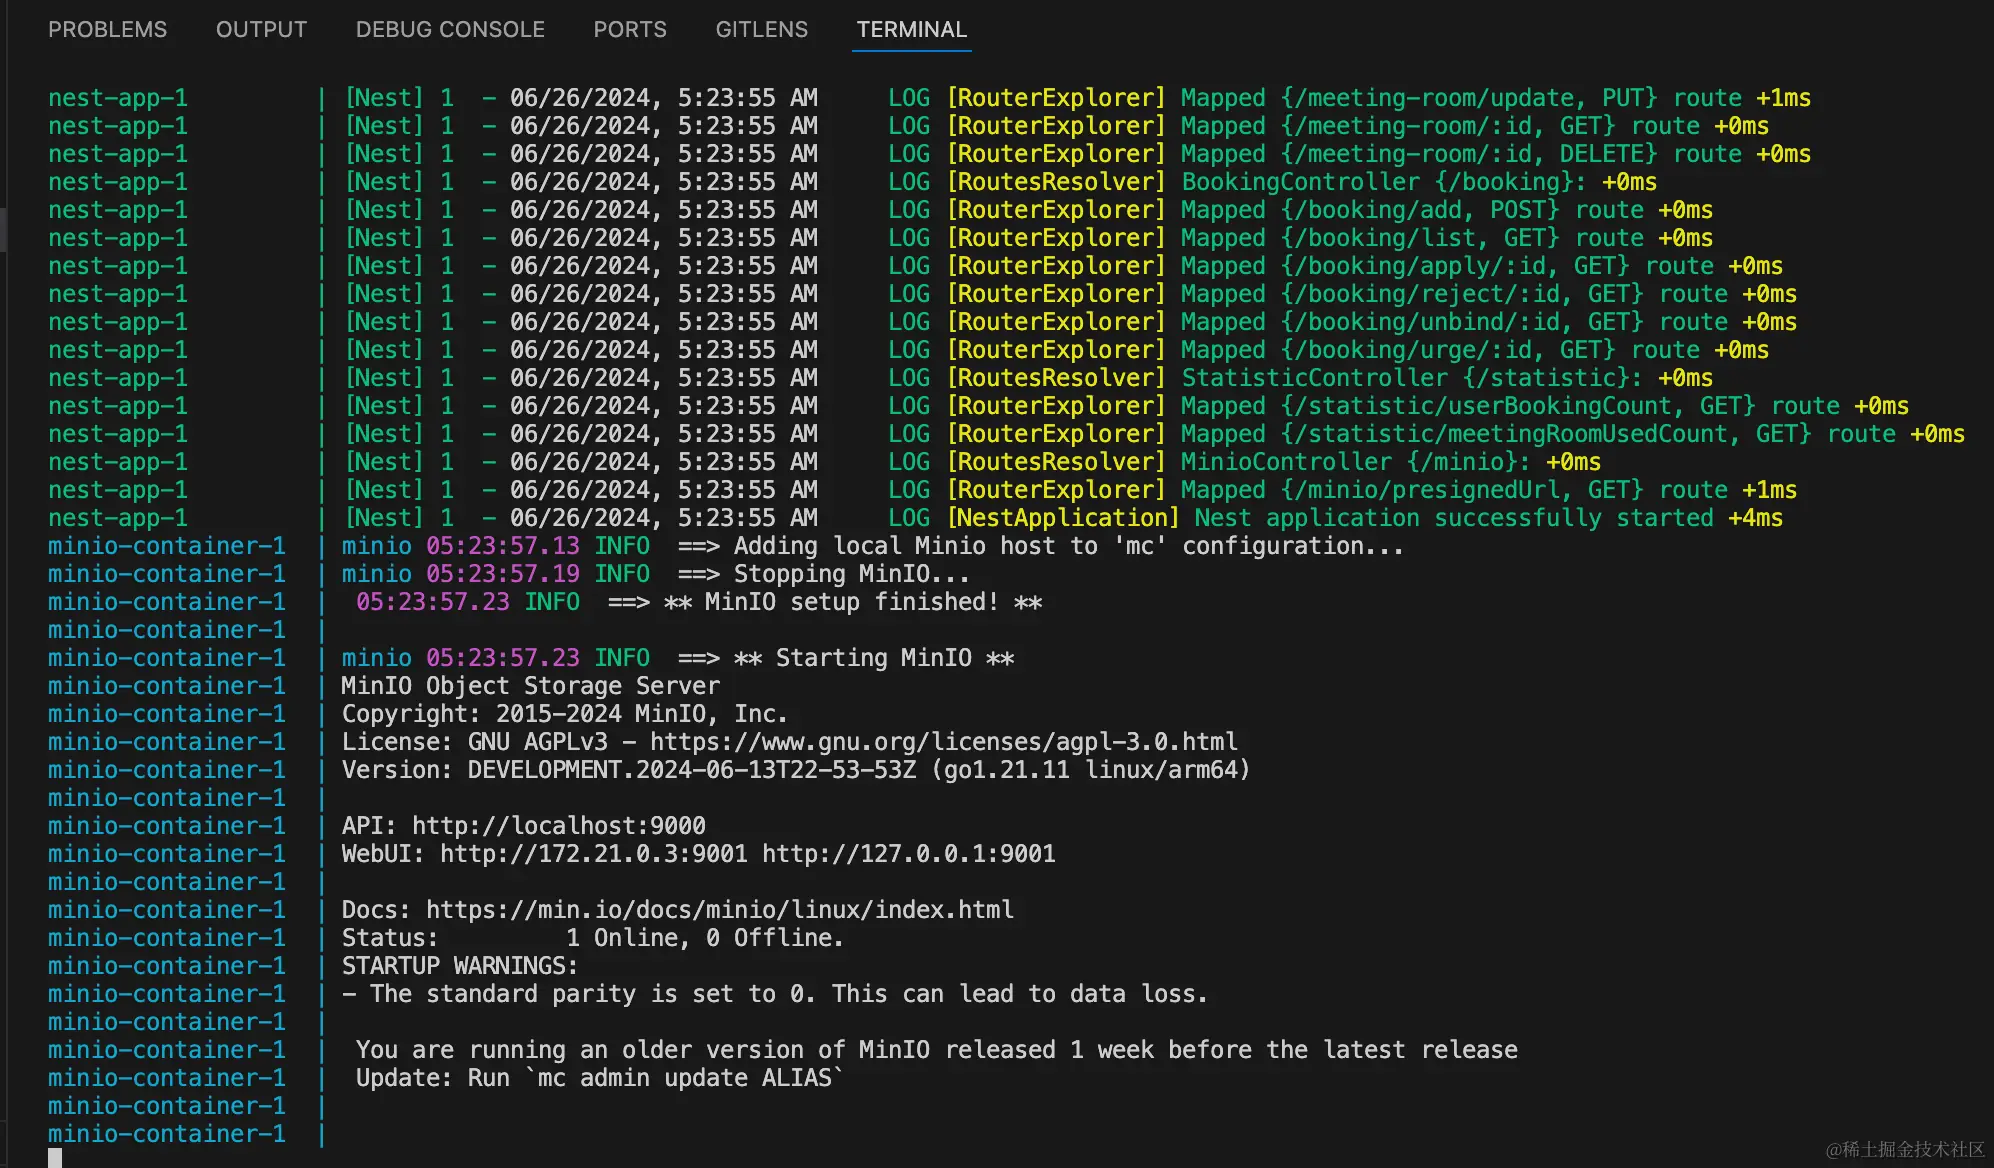 PROBLEMS OUTPUT DEBUG CONSOLE PORTS GITLENS TERMINAL
nest-app-1 | [Nest] 1 - 06/26/2024, 5:23:55 AM LOG [RouterExplorer] Mapped {/meeting-room/update, PUT} route +1ms
nest-app-1 | [Nest] 1 - 06/26/2024, 5:23:55 AM LOG [RouterExplorer] Mapped {/meeting-room/:id, GET} route +0ms
nest-app-1 | [Nest] 1 - 06/26/2024, 5:23:55 AM LOG [RouterExplorer] Mapped {/meeting-room/:id, DELETE} route +0ms
nest-app-1 | [Nest] 1 - 06/26/2024, 5:23:55 AM LOG [RoutesResolver] BookingController {/booking}: +0ms
nest-app-1 | [Nest] 1 - 06/26/2024, 5:23:55 AM LOG [RouterExplorer] Mapped {/booking/add, POST} route +0ms
nest-app-1 | [Nest] 1 - 06/26/2024, 5:23:55 AM LOG [RouterExplorer] Mapped {/booking/list, GET} route +0ms
nest-app-1 | [Nest] 1 - 06/26/2024, 5:23:55 AM LOG [RouterExplorer] Mapped {/booking/apply/:id, GET} route +0ms
nest-app-1 | [Nest] 1 - 06/26/2024, 5:23:55 AM LOG [RouterExplorer] Mapped {/booking/reject/:id, GET} route +0ms
nest-app-1 | [Nest] 1 - 06/26/2024, 5:23:55 AM LOG [RouterExplorer] Mapped {/booking/unbind/:id, GET} route +0ms
nest-app-1 | [Nest] 1 - 06/26/2024, 5:23:55 AM LOG [RouterExplorer] Mapped {/booking/urge/:id, GET} route +0ms
nest-app-1 | [Nest] 1 - 06/26/2024, 5:23:55 AM LOG [RoutesResolver] StatisticController {/statistic}: +0ms
nest-app-1 | [Nest] 1 - 06/26/2024, 5:23:55 AM LOG [RouterExplorer] Mapped {/statistic/userBookingCount, GET} route +0ms
nest-app-1 | [Nest] 1 - 06/26/2024, 5:23:55 AM LOG [RouterExplorer] Mapped {/statistic/meetingRoomUsedCount, GET} route +0ms
nest-app-1 | [Nest] 1 - 06/26/2024, 5:23:55 AM LOG [RoutesResolver] MinioController {/minio}: +0ms
nest-app-1 | [Nest] 1 - 06/26/2024, 5:23:55 AM LOG [RouterExplorer] Mapped {/minio/presignedUrl, GET} route +1ms
nest-app-1 | [Nest] 1 - 06/26/2024, 5:23:55 AM LOG [NestApplication] Nest application successfully started +4ms
minio-container-1 | minio 05:23:57.13 INFO ==> Adding local Minio host to 'mc' configuration...
minio-container-1 | minio 05:23:57.19 INFO ==> Stopping MinIO...
minio-container-1 | 05:23:57.23 INFO ==> ** MinIO setup finished! **
minio-container-1 |
minio-container-1 | minio 05:23:57.23 INFO ==> ** Starting MinIO **
minio-container-1 | MinIO Object Storage Server
minio-container-1 | Copyright: 2015-2024 MinIO, Inc.
minio-container-1 | License: GNU AGPLv3 - https://www.gnu.org/licenses/agpl-3.0.html
minio-container-1 | Version: DEVELOPMENT.2024-06-13T22-53-53Z (go1.21.11 linux/arm64)
minio-container-1 |
minio-container-1 | API: http://localhost:9000
minio-container-1 | WebUI: http://172.21.0.3:9001 http://127.0.0.1:9001
minio-container-1 |
minio-container-1 | Docs: https://min.io/docs/minio/linux/index.html
minio-container-1 | Status: 1 Online, 0 Offline.
minio-container-1 | STARTUP WARNINGS:
minio-container-1 | - The standard parity is set to 0. This can lead to data loss.
minio-container-1 |
minio-container-1 | You are running an older version of MinIO released 1 week before the latest release
minio-container-1 | Update: Run `mc admin update ALIAS`
minio-container-1 |
minio-container-1 |
@稀土掘金技术社区